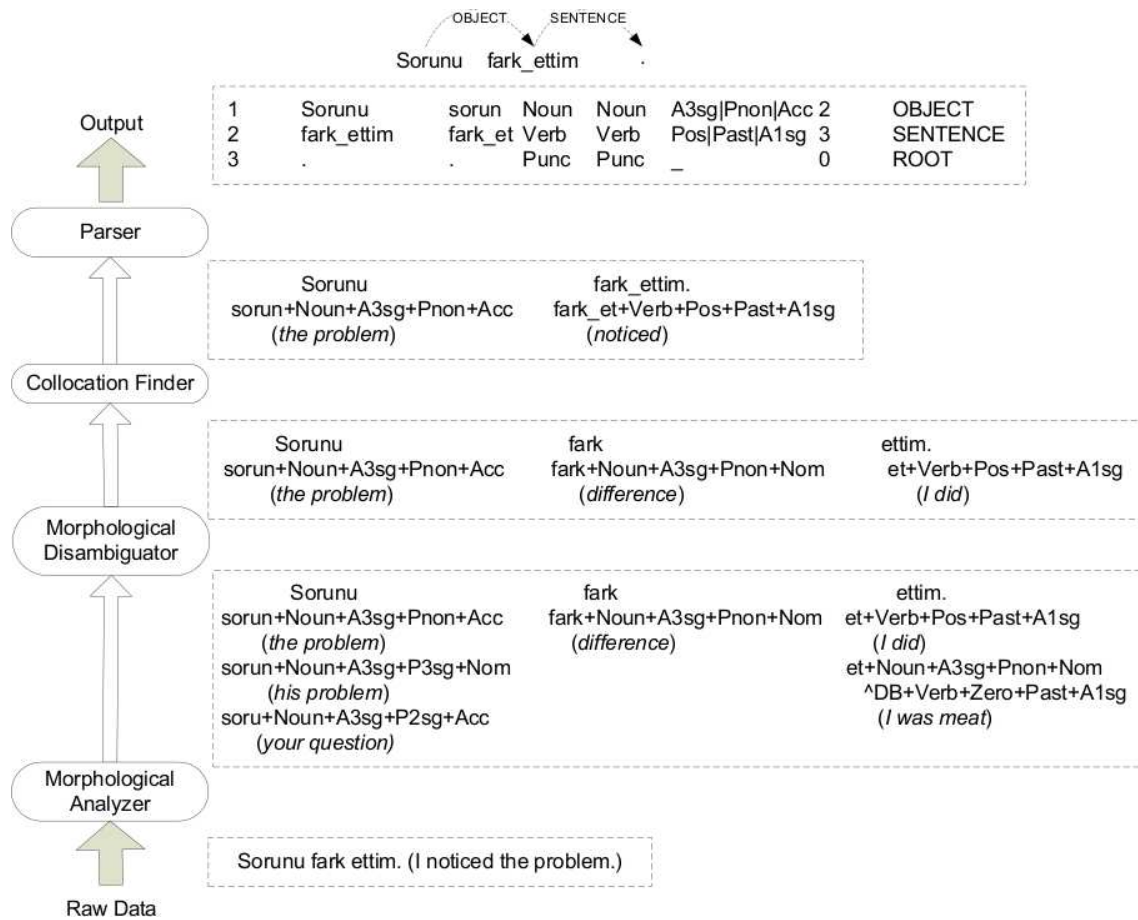 OBJECT SENTENCE
Sorunu fark_ettim .
1 Sorunu sorun Noun Noun A3sg|Pnon|Acc 2 OBJECT
2 fark_ettim fark_et Verb Verb Pos|Past|A1sg 3 SENTENCE
3 . . Punc Punc _ 0 ROOT
Output
Parser
Sorunu fark_ettim.
sorun+Noun+A3sg+Pnon+Acc fark_et+Verb+Pos+Past+A1sg
(the problem) (noticed)
Collocation Finder
Sorunu fark ettim.
sorun+Noun+A3sg+Pnon+Acc fark+Noun+A3sg+Pnon+Nom et+Verb+Pos+Past+A1sg
(the problem) (difference) (I did)
Morphological
Disambiguator
Sorunu fark ettim.
sorun+Noun+A3sg+Pnon+Acc fark+Noun+A3sg+Pnon+Nom et+Verb+Pos+Past+A1sg
(the problem) (difference) (I did)
sorun+Noun+A3sg+P3sg+Nom et+Noun+A3sg+Pnon+Nom
(his problem) ^DB+Verb+Zero+Past+A1sg
soru+Noun+A3sg+P2sg+Acc (I was meat)
(your question)
Morphological
Analyzer
Sorunu fark ettim. (I noticed the problem.)
Raw Data